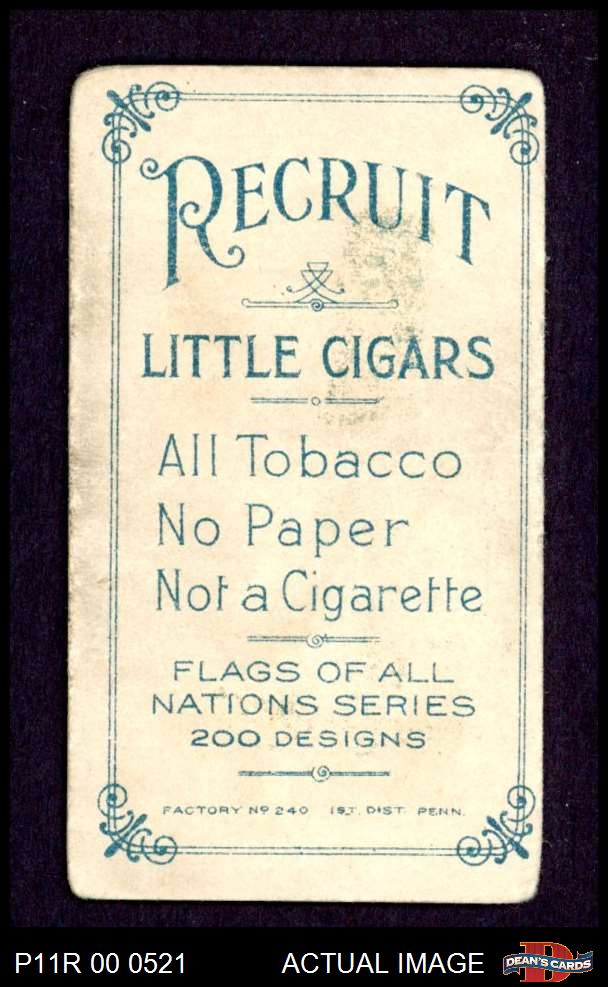 RECRUIT
LITTLE CIGARS
All Tobacco
No Paper
Not a Cigarette
FLAGS OF ALL
NATIONS SERIES
200 DESIGNS
FACTORY Nº 240 1ST. DIST. PENN.
P11R 00 0521 ACTUAL IMAGE DEAN'S CARDS